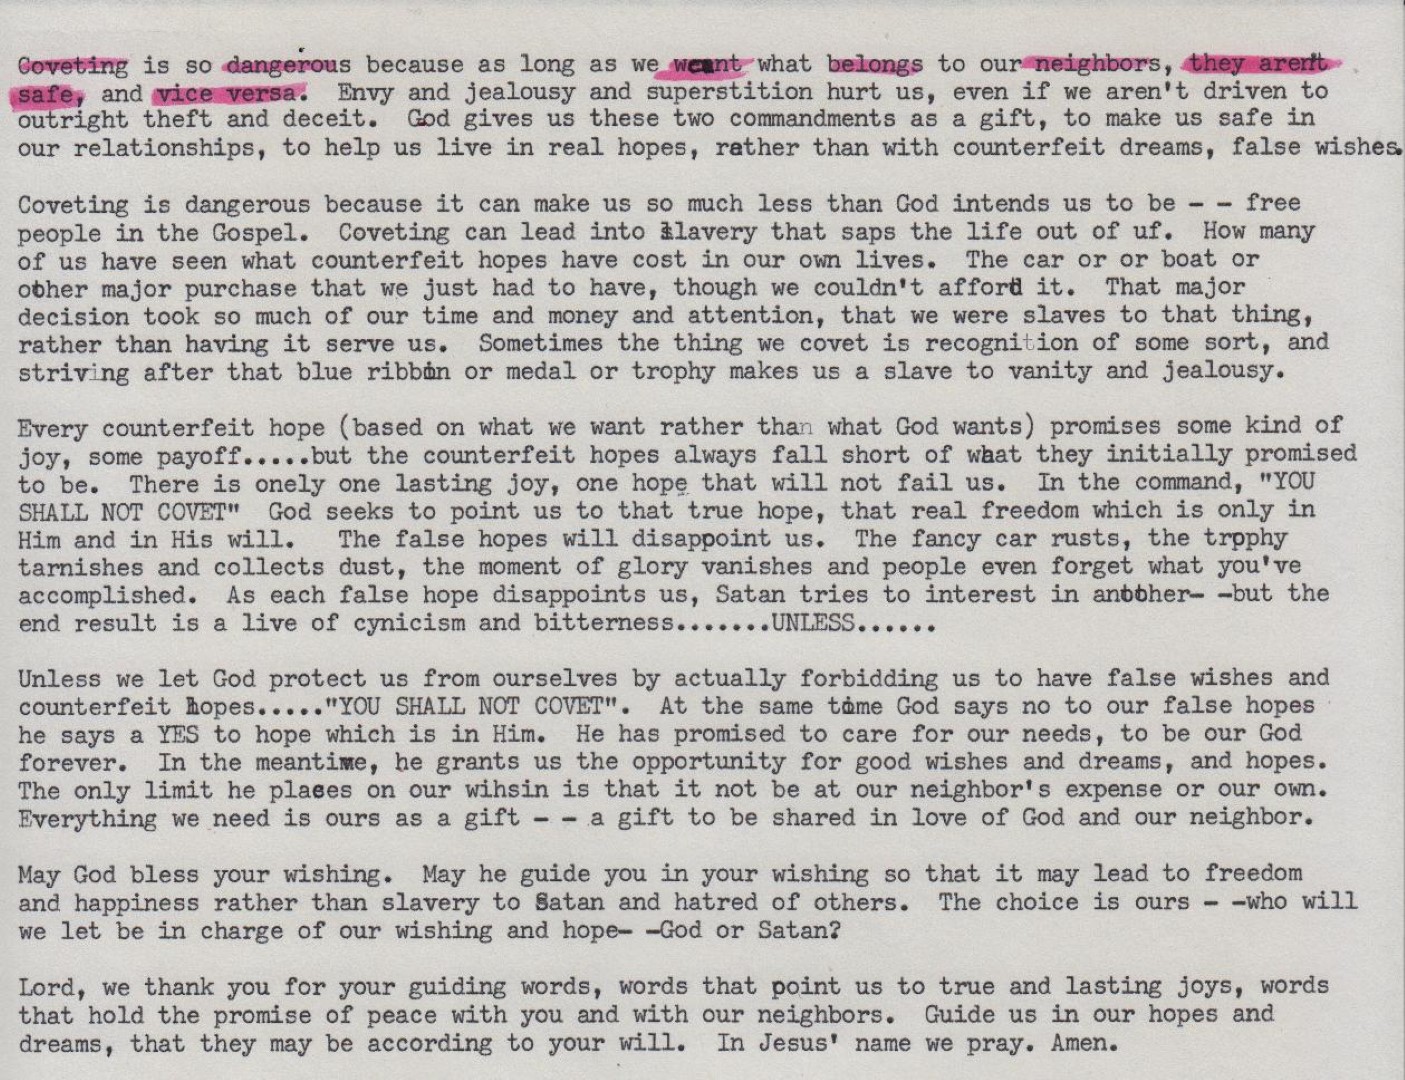 Coveting is so dangerous because as long as we want what belongs to our neighbors, they aren't
safe, and vice versa. Envy and jealousy and superstition hurt us, even if we aren't driven to
outright theft and deceit. God gives us these two commandments as a gift, to make us safe in
our relationships, to help us live in real hopes, rather than with counterfeit dreams, false wishes.
Coveting is dangerous because it can make us so much less than God intends us to be - - free
people in the Gospel. Coveting can lead into slavery that saps the life out of uf. How many
of us have seen what counterfeit hopes have cost in our own lives. The car or or boat or
other major purchase that we just had to have, though we couldn't afford it. That major
decision took so much of our time and money and attention, that we were slaves to that thing,
rather than having it serve us. Sometimes the thing we covet is recognition of some sort, and
striving after that blue ribbon or medal or trophy makes us a slave to vanity and jealousy.
Every counterfeit hope (based on what we want rather than what God wants) promises some kind of
joy, some payoff.....but the counterfeit hopes always fall short of what they initially promised
to be. There is onely one lasting joy, one hope that will not fail us. In the command, "YOU
SHALL NOT COVET" God seeks to point us to that true hope, that real freedom which is only in
Him and in His will. The false hopes will disappoint us. The fancy car rusts, the trpphy
tarnishes and collects dust, the moment of glory vanishes and people even forget what you've
accomplished. As each false hope disappoints us, Satan tries to interest in another- -but the
end result is a live of cynicism and bitterness.......UNLESS......
Unless we let God protect us from ourselves by actually forbidding us to have false wishes and
counterfeit hopes....."YOU SHALL NOT COVET". At the same time God says no to our false hopes
he says a YES to hope which is in Him. He has promised to care for our needs, to be our God
forever. In the meantime, he grants us the opportunity for good wishes and dreams, and hopes.
The only limit he places on our wihsin is that it not be at our neighbor's expense or our own.
Everything we need is ours as a gift - - a gift to be shared in love of God and our neighbor.
May God bless your wishing. May he guide you in your wishing so that it may lead to freedom
and happiness rather than slavery to Satan and hatred of others. The choice is ours - -who will
we let be in charge of our wishing and hope- -God or Satan?
Lord, we thank you for your guiding words, words that point us to true and lasting joys, words
that hold the promise of peace with you and with our neighbors. Guide us in our hopes and
dreams, that they may be according to your will. In Jesus' name we pray. Amen.